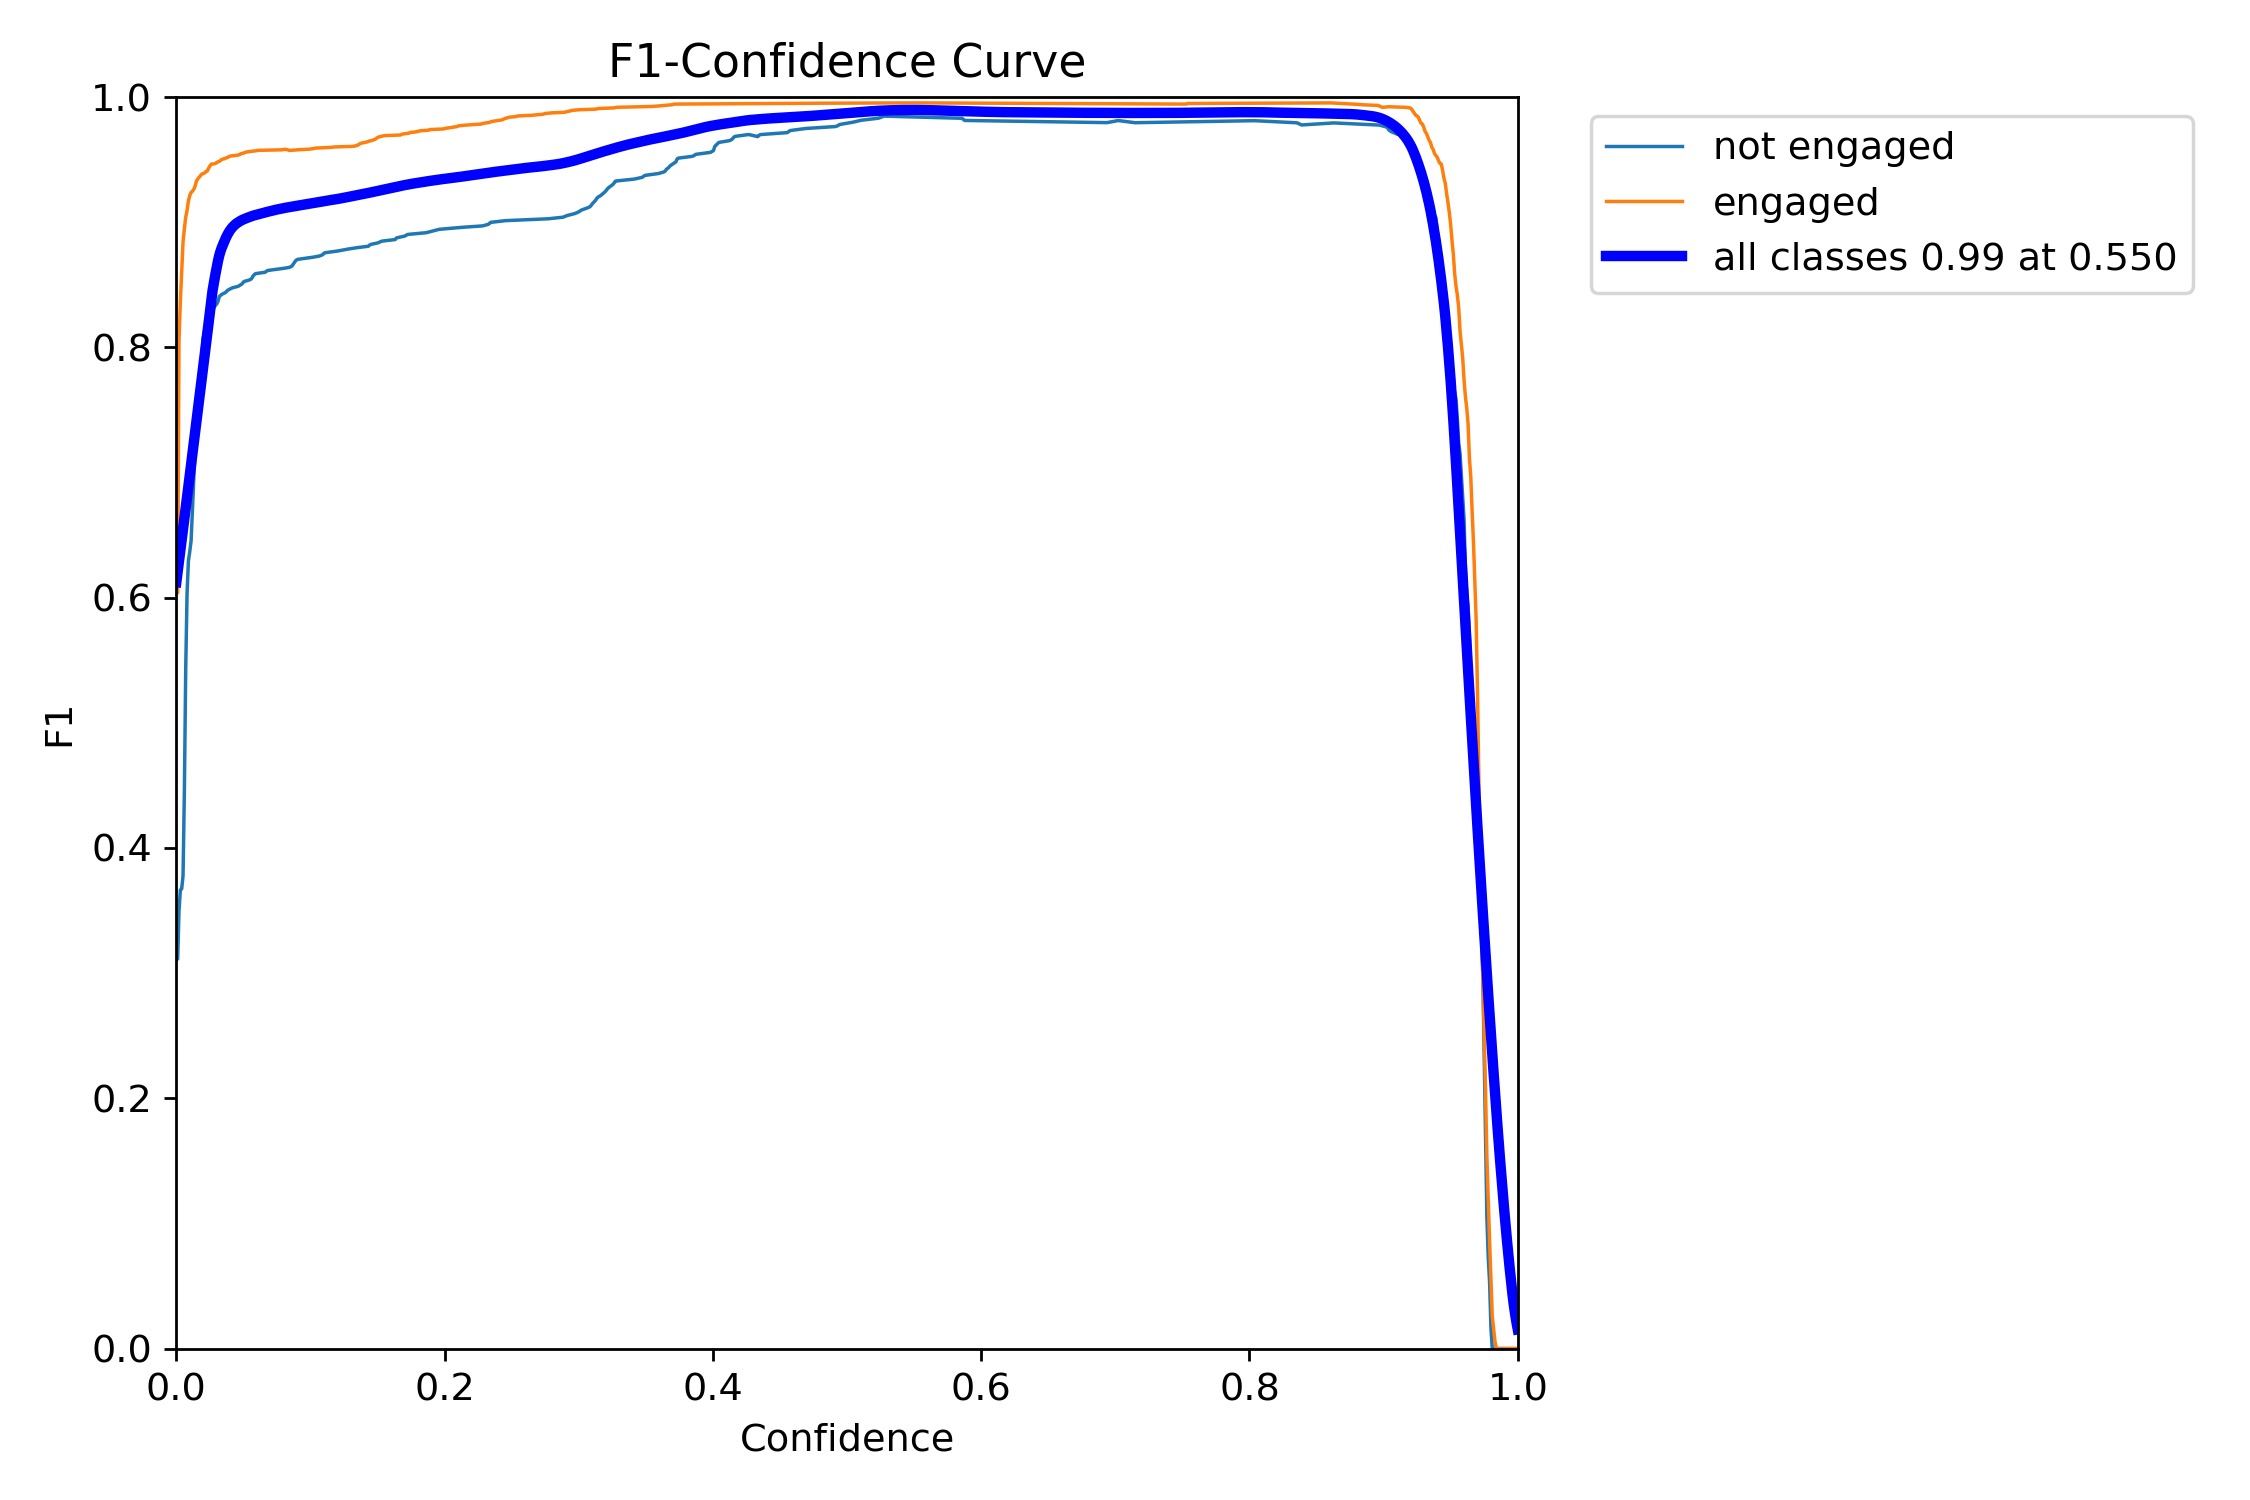 F1-Confidence Curve
1.0
0.8
0.6
0.4
0.2
0.0
F1
0.0 0.2 0.4 0.6 0.8 1.0
Confidence
not engaged
engaged
all classes 0.99 at 0.550